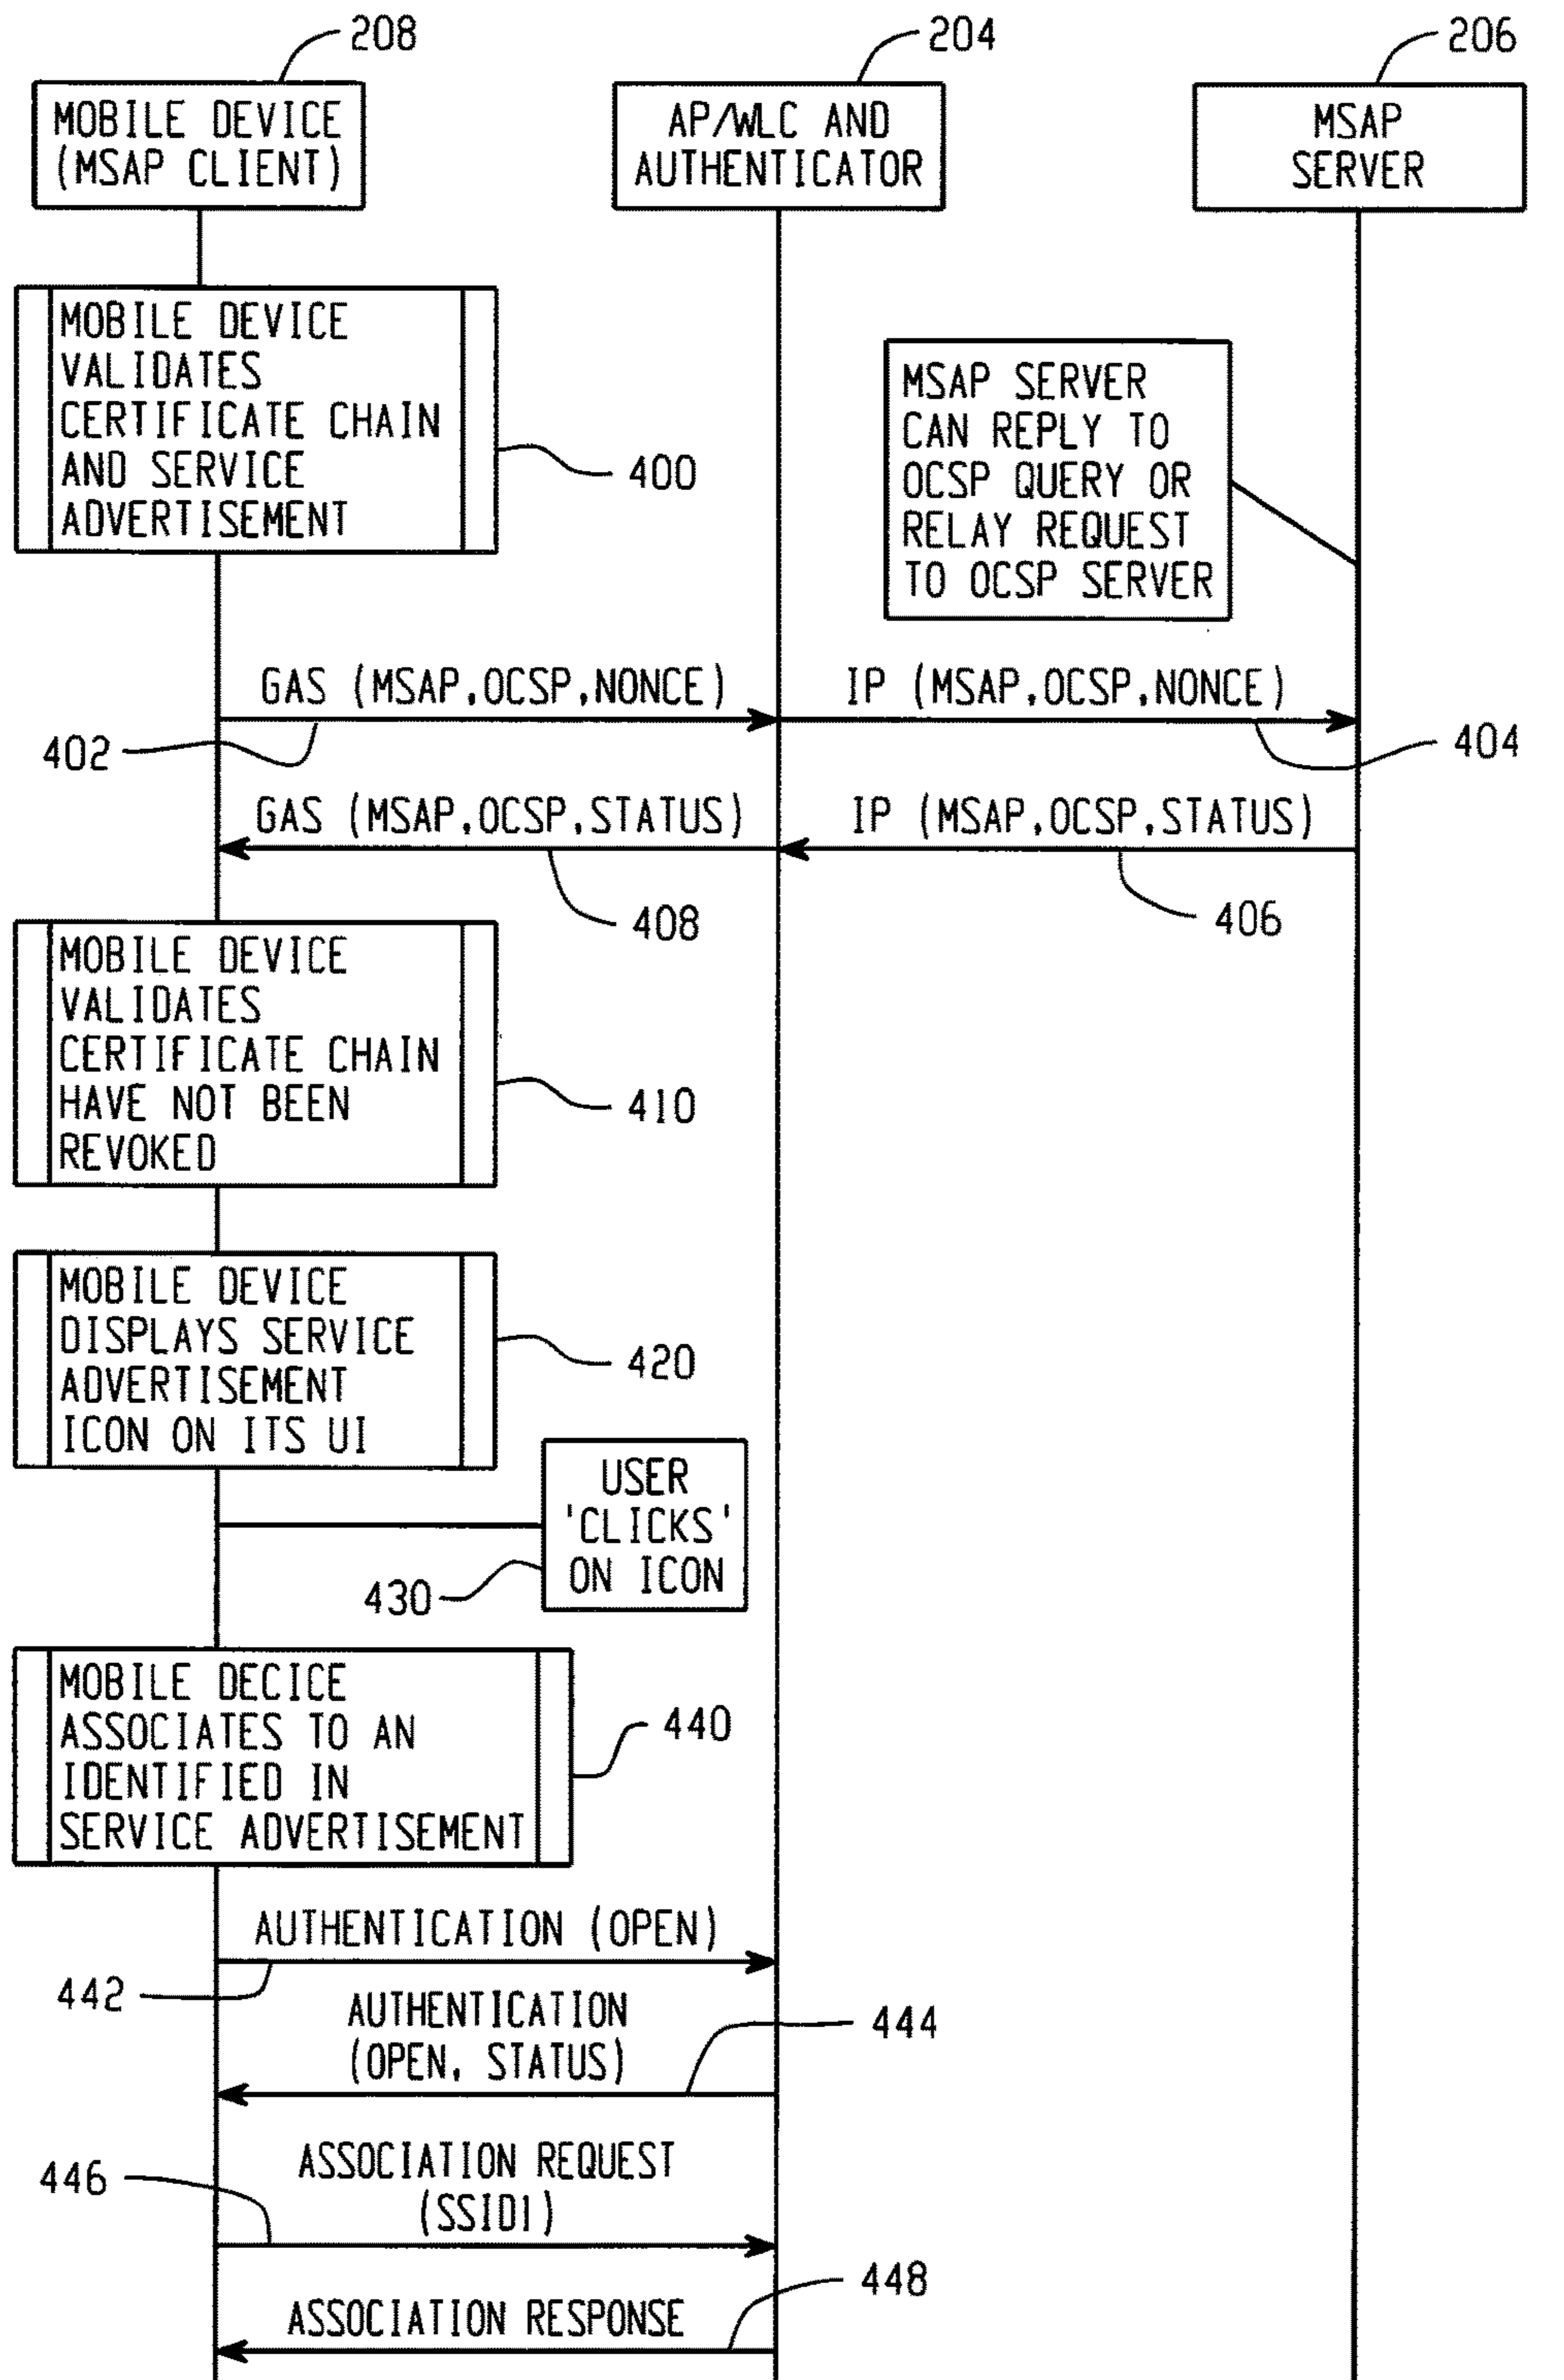 208
204
206
MOBILE DEVICE
(MSAP CLIENT)
AP/WLC AND
AUTHENTICATOR
MSAP
SERVER
MOBILE DEVICE
VALIDATES
CERTIFICATE CHAIN
AND SERVICE
ADVERTISEMENT
400
MSAP SERVER
CAN REPLY TO
OCSP QUERY OR
RELAY REQUEST
TO OCSP SERVER
GAS (MSAP,OCSP,NONCE)
IP (MSAP,OCSP,NONCE)
402
404
GAS (MSAP,OCSP,STATUS)
IP (MSAP,OCSP,STATUS)
408
406
MOBILE DEVICE
VALIDATES
CERTIFICATE CHAIN
HAVE NOT BEEN
REVOKED
410
MOBILE DEVICE
DISPLAYS SERVICE
ADVERTISEMENT
ICON ON ITS UI
420
USER
'CLICKS'
ON ICON
430
MOBILE DECICE
ASSOCIATES TO AN
IDENTIFIED IN
SERVICE ADVERTISEMENT
440
AUTHENTICATION (OPEN)
442
AUTHENTICATION
(OPEN, STATUS)
444
ASSOCIATION REQUEST
(SSID1)
446
ASSOCIATION RESPONSE
448